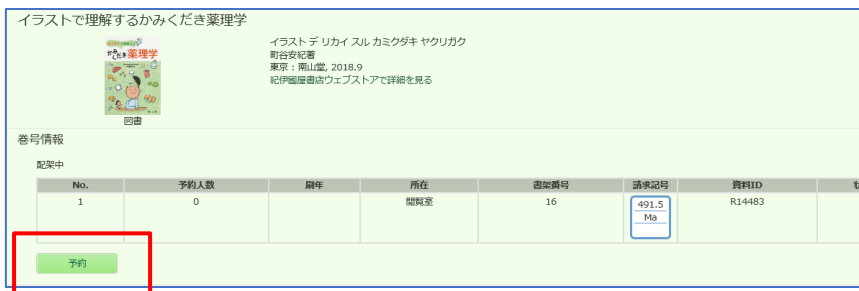 イラストで理解するかみくだき薬理学
イラスト デ リカイ スル カミクダキ ヤクリガク
町谷安紀著
東京 : 南山堂, 2018.9
紀伊國屋書店ウェブストアで詳細を見る
かみくだき薬理学
図書
巻号情報
配架中
No. 予約人数 刷年 所在 書架番号 請求記号 資料ID
1 0 閲覧室 16 491.5 R14483
Ma
予約